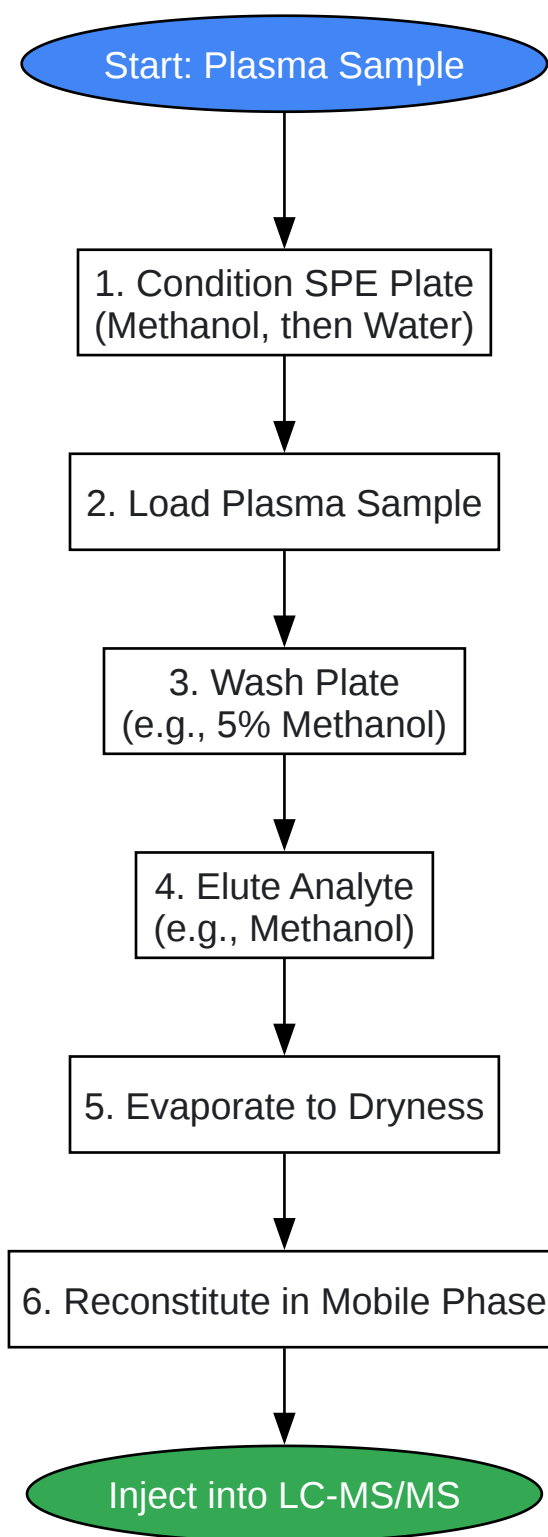 Start: Plasma Sample
1. Condition SPE Plate
(Methanol, then Water)
2. Load Plasma Sample
3. Wash Plate
(e.g., 5% Methanol)
4. Elute Analyte
(e.g., Methanol)
5. Evaporate to Dryness
6. Reconstitute in Mobile Phase
Inject into LC-MS/MS